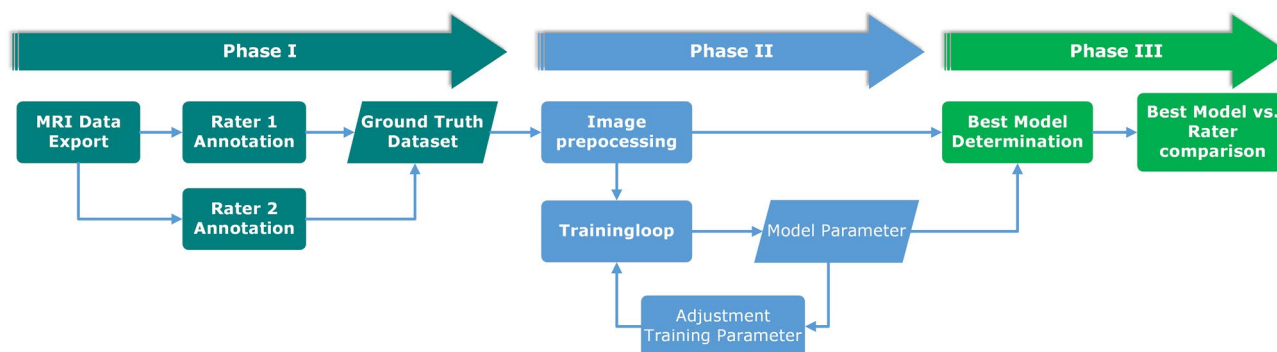 Phase I
Phase II
Phase III
MRI Data
Export
Rater 1
Annotation
Ground Truth
Dataset
Image
prepocessing
Best Model
Determination
Best Model vs.
Rater
comparison
Rater 2
Annotation
Trainingloop
Model Parameter
Adjustment
Training Parameter